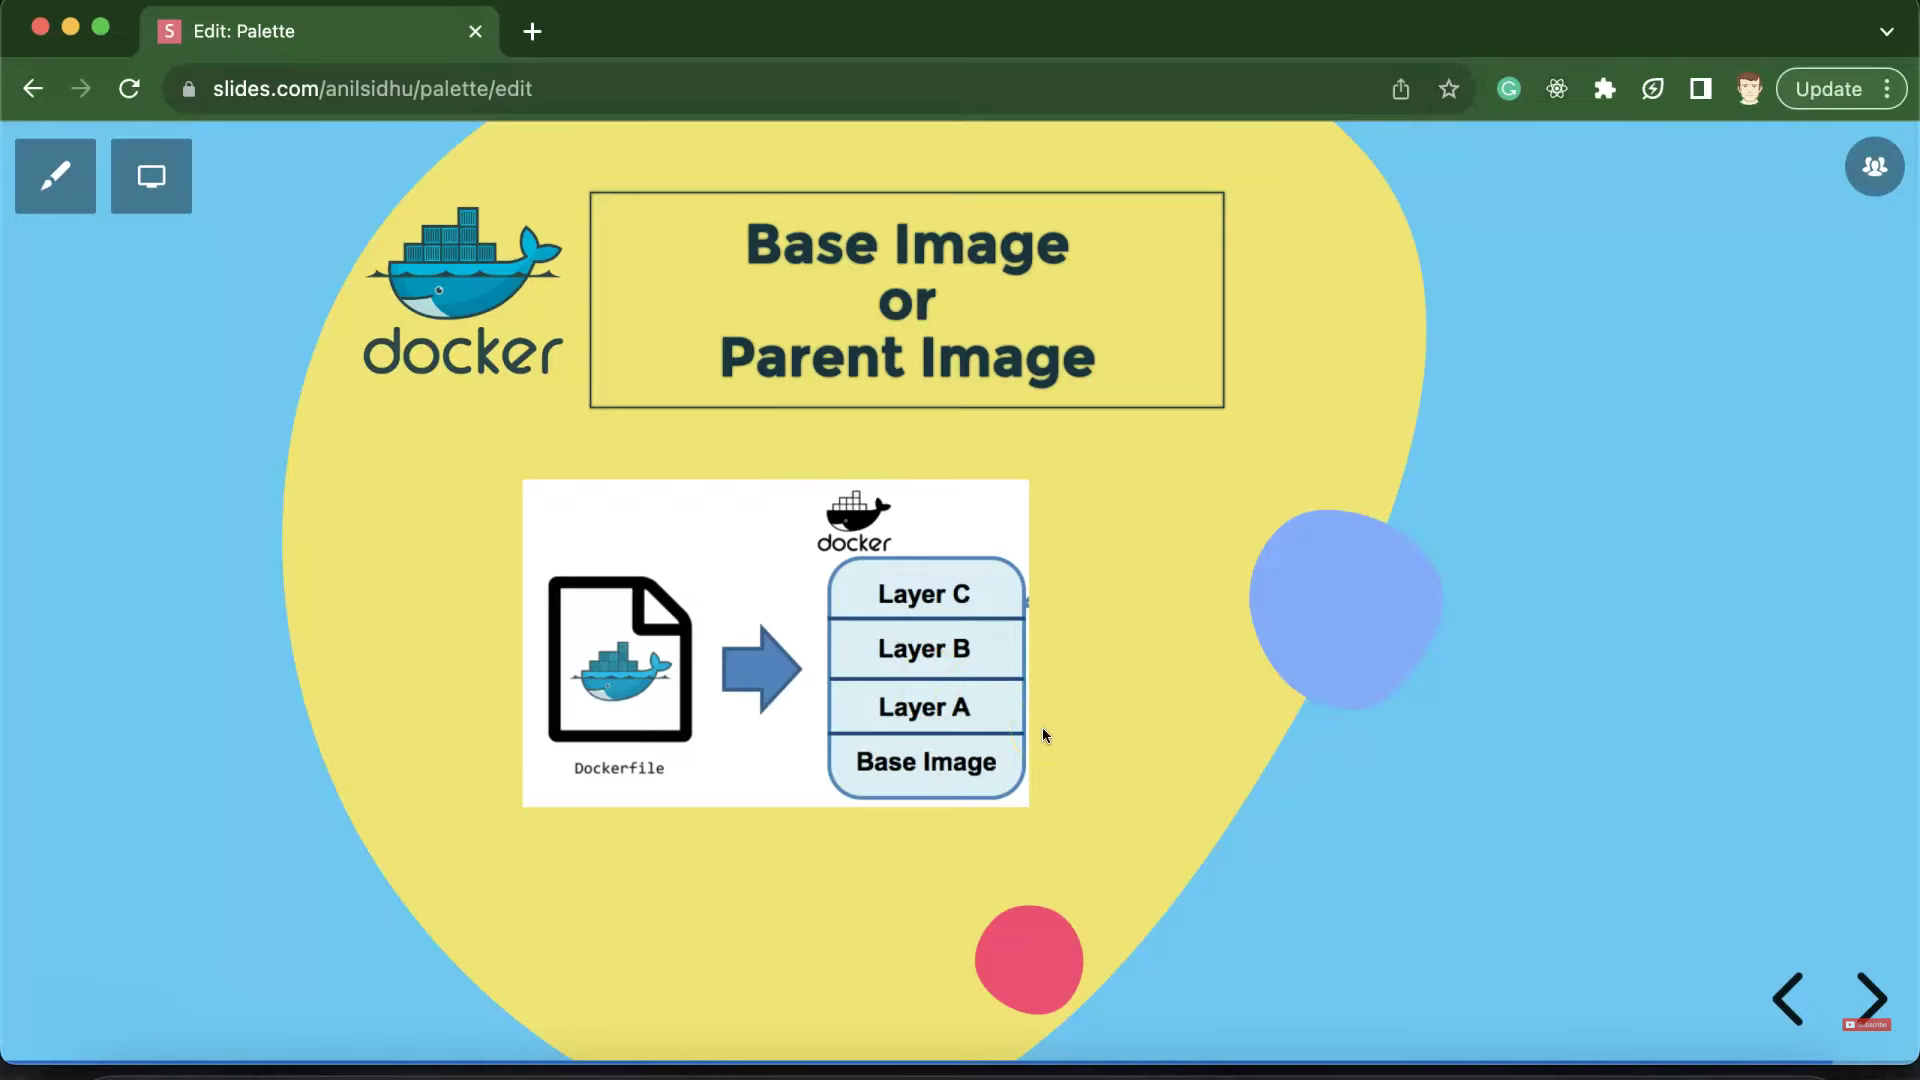 S Edit: Palette
slides.com/anilsidhu/palette/edit
Update
docker
Base Image
or
Parent Image
docker
Layer C
Layer B
Layer A
Base Image
Dockerfile
Subscribe